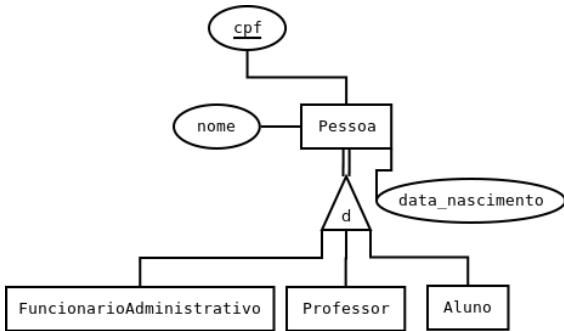 cpf
nome
Pessoa
data_nascimento
d
FuncionarioAdministrativo
Professor
Aluno